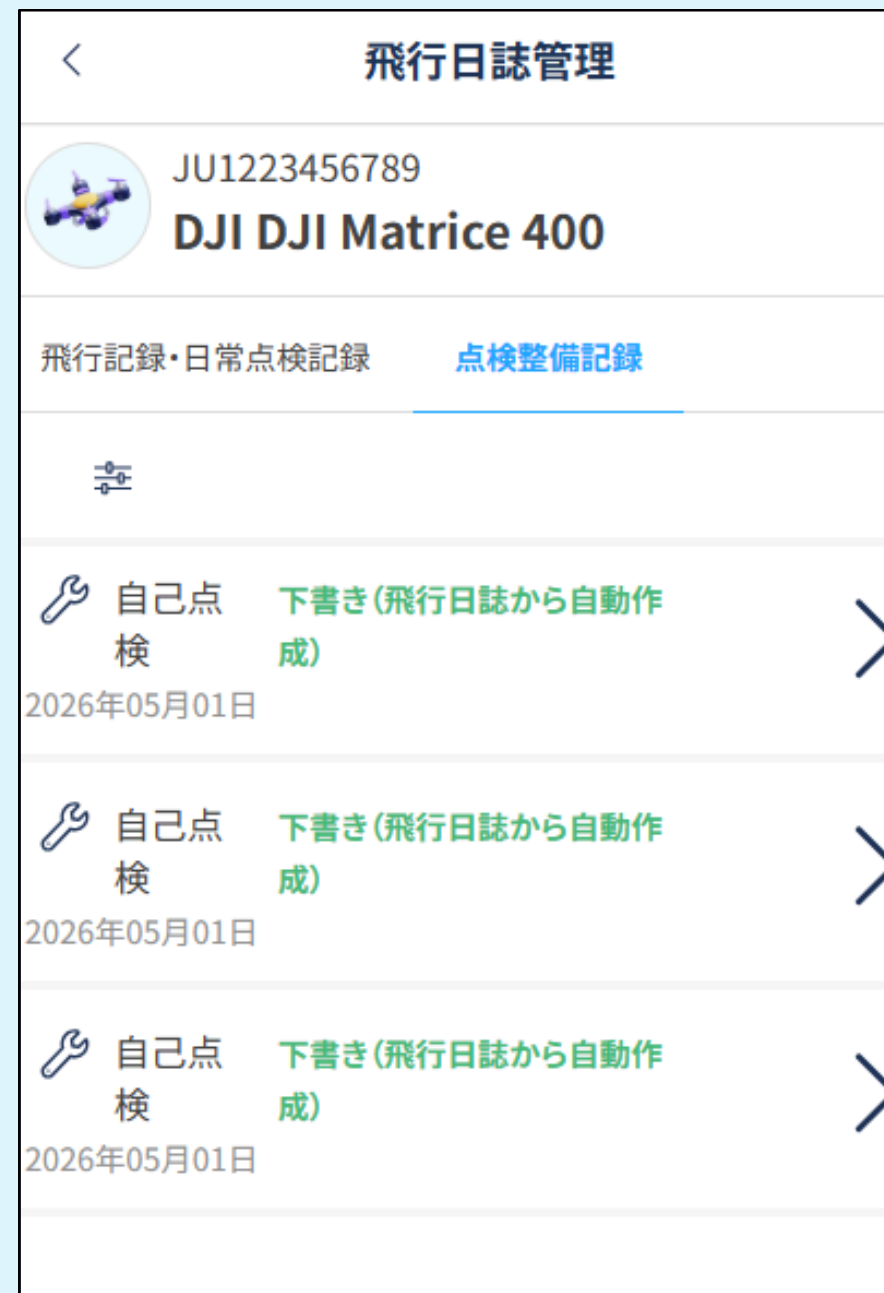 飛行日誌管理
JU1223456789
DJI DJI Matrice 400
飛行記録・日常点検記録
点検整備記録
自己点
検
下書き（飛行日誌から自動作
成）
2026年05月01日
自己点
検
下書き（飛行日誌から自動作
成）
2026年05月01日
自己点
検
下書き（飛行日誌から自動作
成）
2026年05月01日